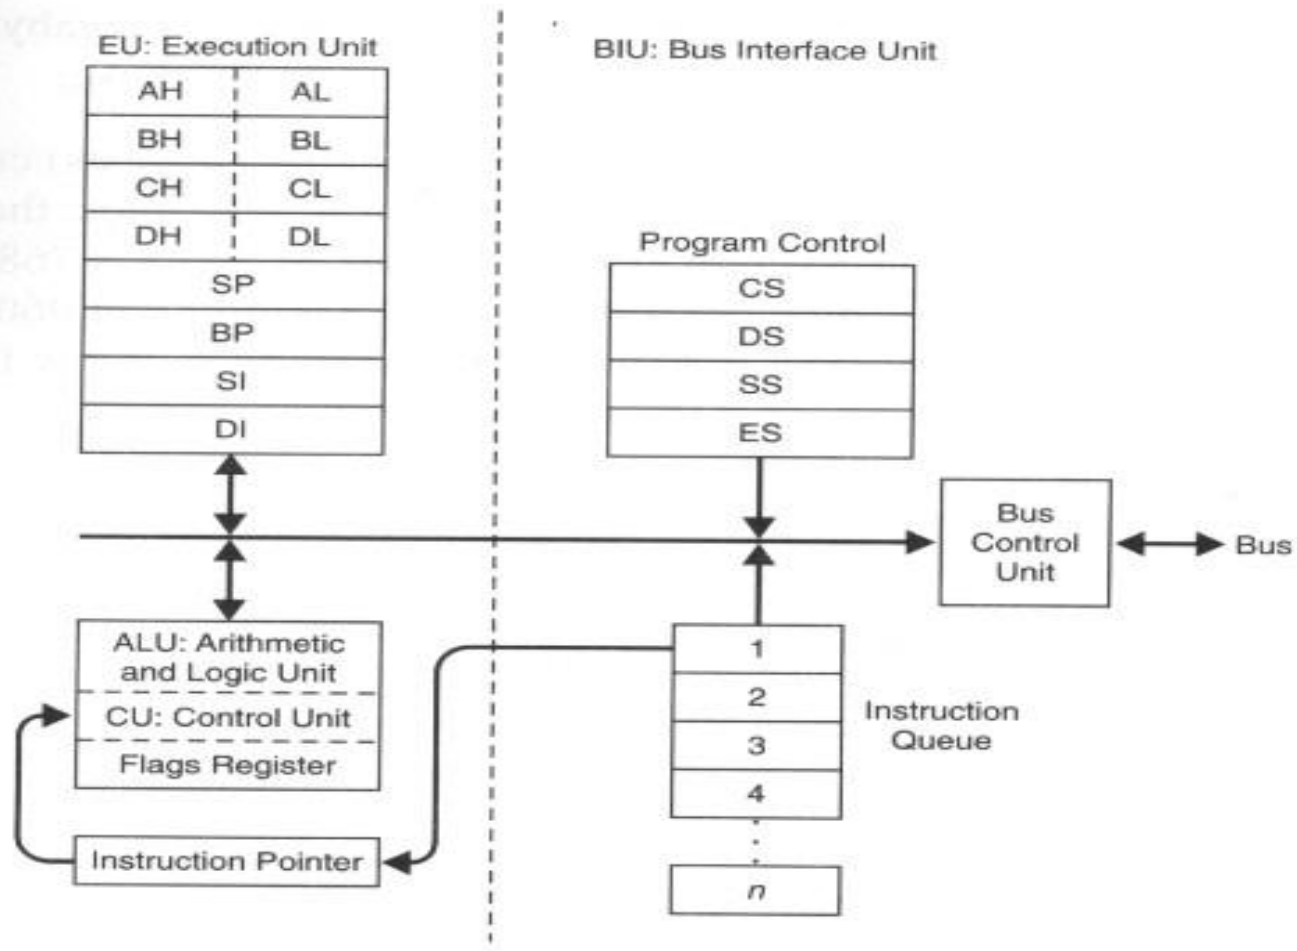 EU: Execution Unit
AH AL
BH BL
CH CL
DH DL
SP
BP
SI
DI
ALU: Arithmetic
and Logic Unit
CU: Control Unit
Flags Register
Instruction Pointer
BIU: Bus Interface Unit
Program Control
CS
DS
SS
ES
Bus
Control
Unit
Bus
1
2
3
4
n
Instruction
Queue